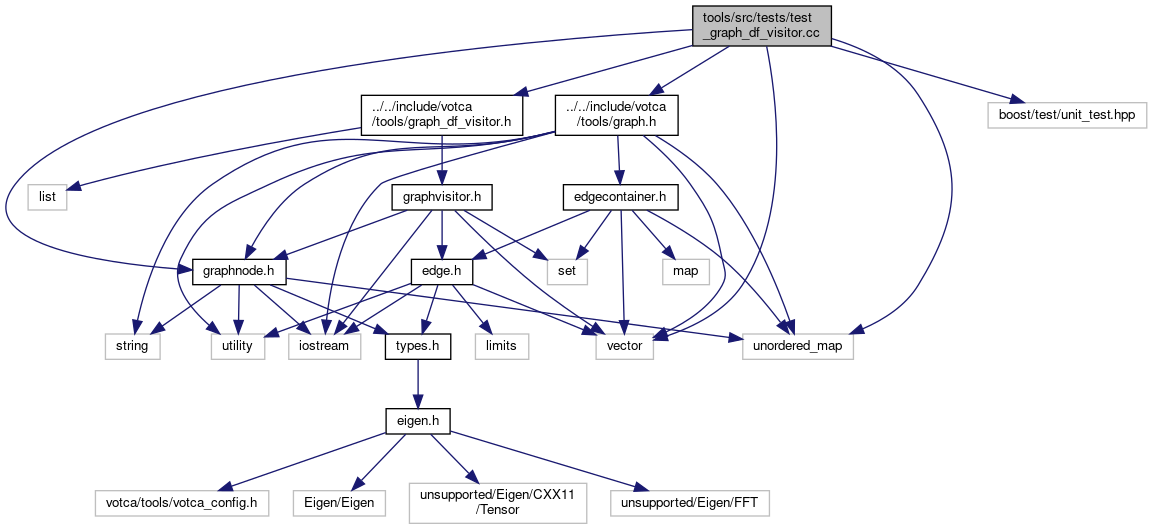 tools/src/tests/test
_graph_df_visitor.cc
../../include/votca
/tools/graph_df_visitor.h
../../include/votca
/tools/graph.h
boost/test/unit_test.hpp
list
graphvisitor.h
edgecontainer.h
graphnode.h
edge.h
set
map
string
utility
iostream
types.h
limits
vector
unordered_map
eigen.h
votca/tools/votca_config.h
Eigen/Eigen
unsupported/Eigen/CXX11
/Tensor
unsupported/Eigen/FFT